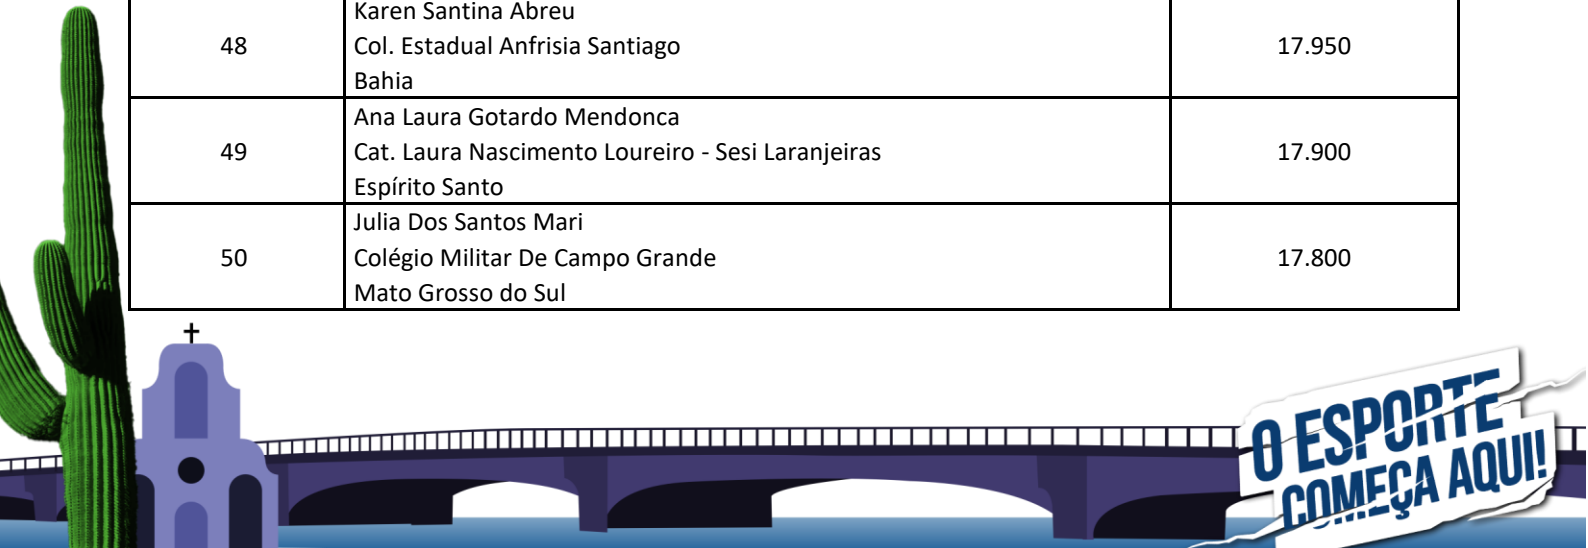 Karen Santina Abreu
48
Col. Estadual Anfrisia Santiago
17.950
Bahia
Ana Laura Gotardo Mendonca
49
Cat. Laura Nascimento Loureiro - Sesi Laranjeiras
17.900
Espírito Santo
Julia Dos Santos Mari
50
Colégio Militar De Campo Grande
17.800
Mato Grosso do Sul
O ESPORTE
COMEÇA AQUI!